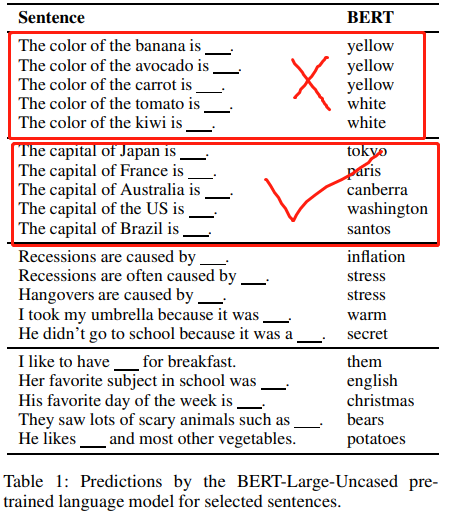 Sentence BERT
The color of the banana is ___. yellow
The color of the avocado is ___. yellow
The color of the carrot is ___. yellow
The color of the tomato is ___. white
The color of the kiwi is ___. white
The capital of Japan is ___. tokyo
The capital of France is ___. paris
The capital of Australia is ___. canberra
The capital of the US is ___. washington
The capital of Brazil is ___. santos
Recessions are caused by ___. inflation
Recessions are often caused by ___. stress
Hangovers are caused by ___. stress
I took my umbrella because it was ___. warm
He didn't go to school because it was a ___. secret
I like to have ___ for breakfast. them
Her favorite subject in school was ___. english
His favorite day of the week is ___. christmas
They saw lots of scary animals such as ___. bears
He likes ___ and most other vegetables. potatoes
Table 1: Predictions by the BERT-Large-Uncased pre-
trained language model for selected sentences.